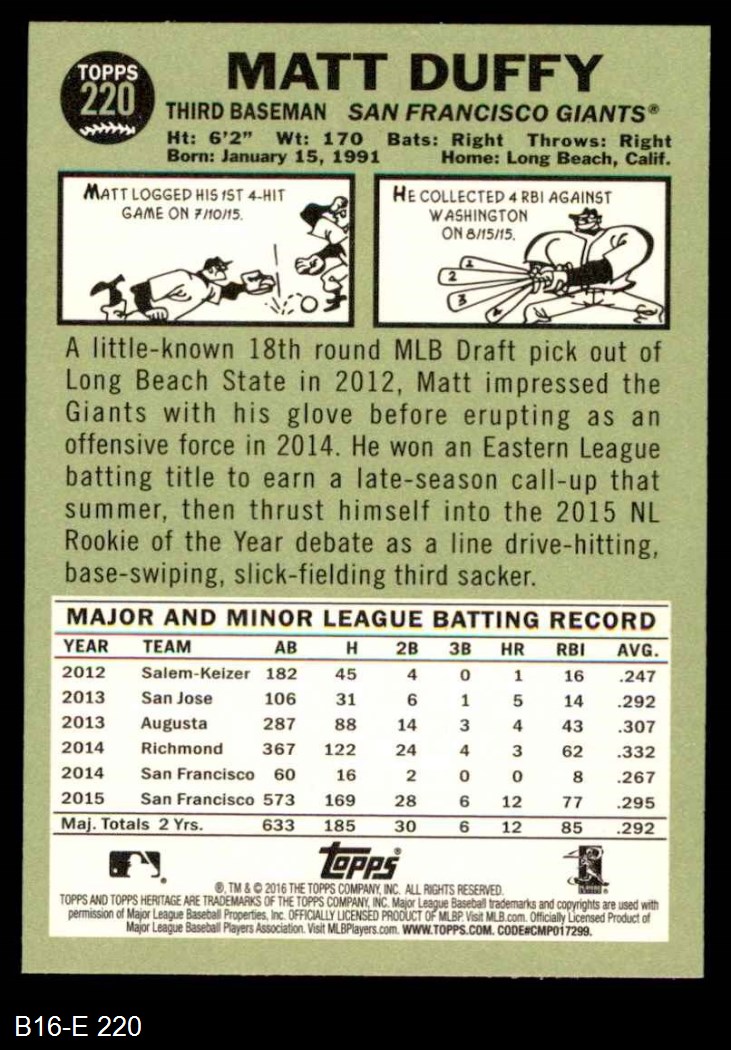 TOPPS
220
MATT DUFFY
THIRD BASEMAN SAN FRANCISCO GIANTS®
Ht: 6'2" Wt: 170 Bats: Right Throws: Right
Born: January 15, 1991 Home: Long Beach, Calif.
MATT LOGGED HIS 1ST 4-HIT
GAME ON 7/10/15.
HE COLLECTED 4 RBI AGAINST
WASHINGTON
ON 8/15/15.
1
2
3
4
A little-known 18th round MLB Draft pick out of
Long Beach State in 2012, Matt impressed the
Giants with his glove before erupting as an
offensive force in 2014. He won an Eastern League
batting title to earn a late-season call-up that
summer, then thrust himself into the 2015 NL
Rookie of the Year debate as a line drive-hitting,
base-swiping, slick-fielding third sacker.
MAJOR AND MINOR LEAGUE BATTING RECORD
YEAR TEAM AB H 2B 3B HR RBI AVG.
2012 Salem-Keizer 182 45 4 0 1 16 .247
2013 San Jose 106 31 6 1 5 14 .292
2013 Augusta 287 88 14 3 4 43 .307
2014 Richmond 367 122 24 4 3 62 .332
2014 San Francisco 60 16 2 0 0 8 .267
2015 San Francisco 573 169 28 6 12 77 .295
Maj. Totals 2 Yrs. 633 185 30 6 12 85 .292
Topps
®, TM & © 2016 THE TOPPS COMPANY, INC. ALL RIGHTS RESERVED.
TOPPS AND TOPPS HERITAGE ARE TRADEMARKS OF THE TOPPS COMPANY, INC. Major League Baseball trademarks and copyrights are used with
permission of Major League Baseball Properties, Inc. OFFICIALLY LICENSED PRODUCT OF MLBP. Visit MLB.com. Officially Licensed Product of
Major League Baseball Players Association. Visit MLBPlayers.com. WWW.TOPPS.COM. CODE#CMP017299.
B16-E 220